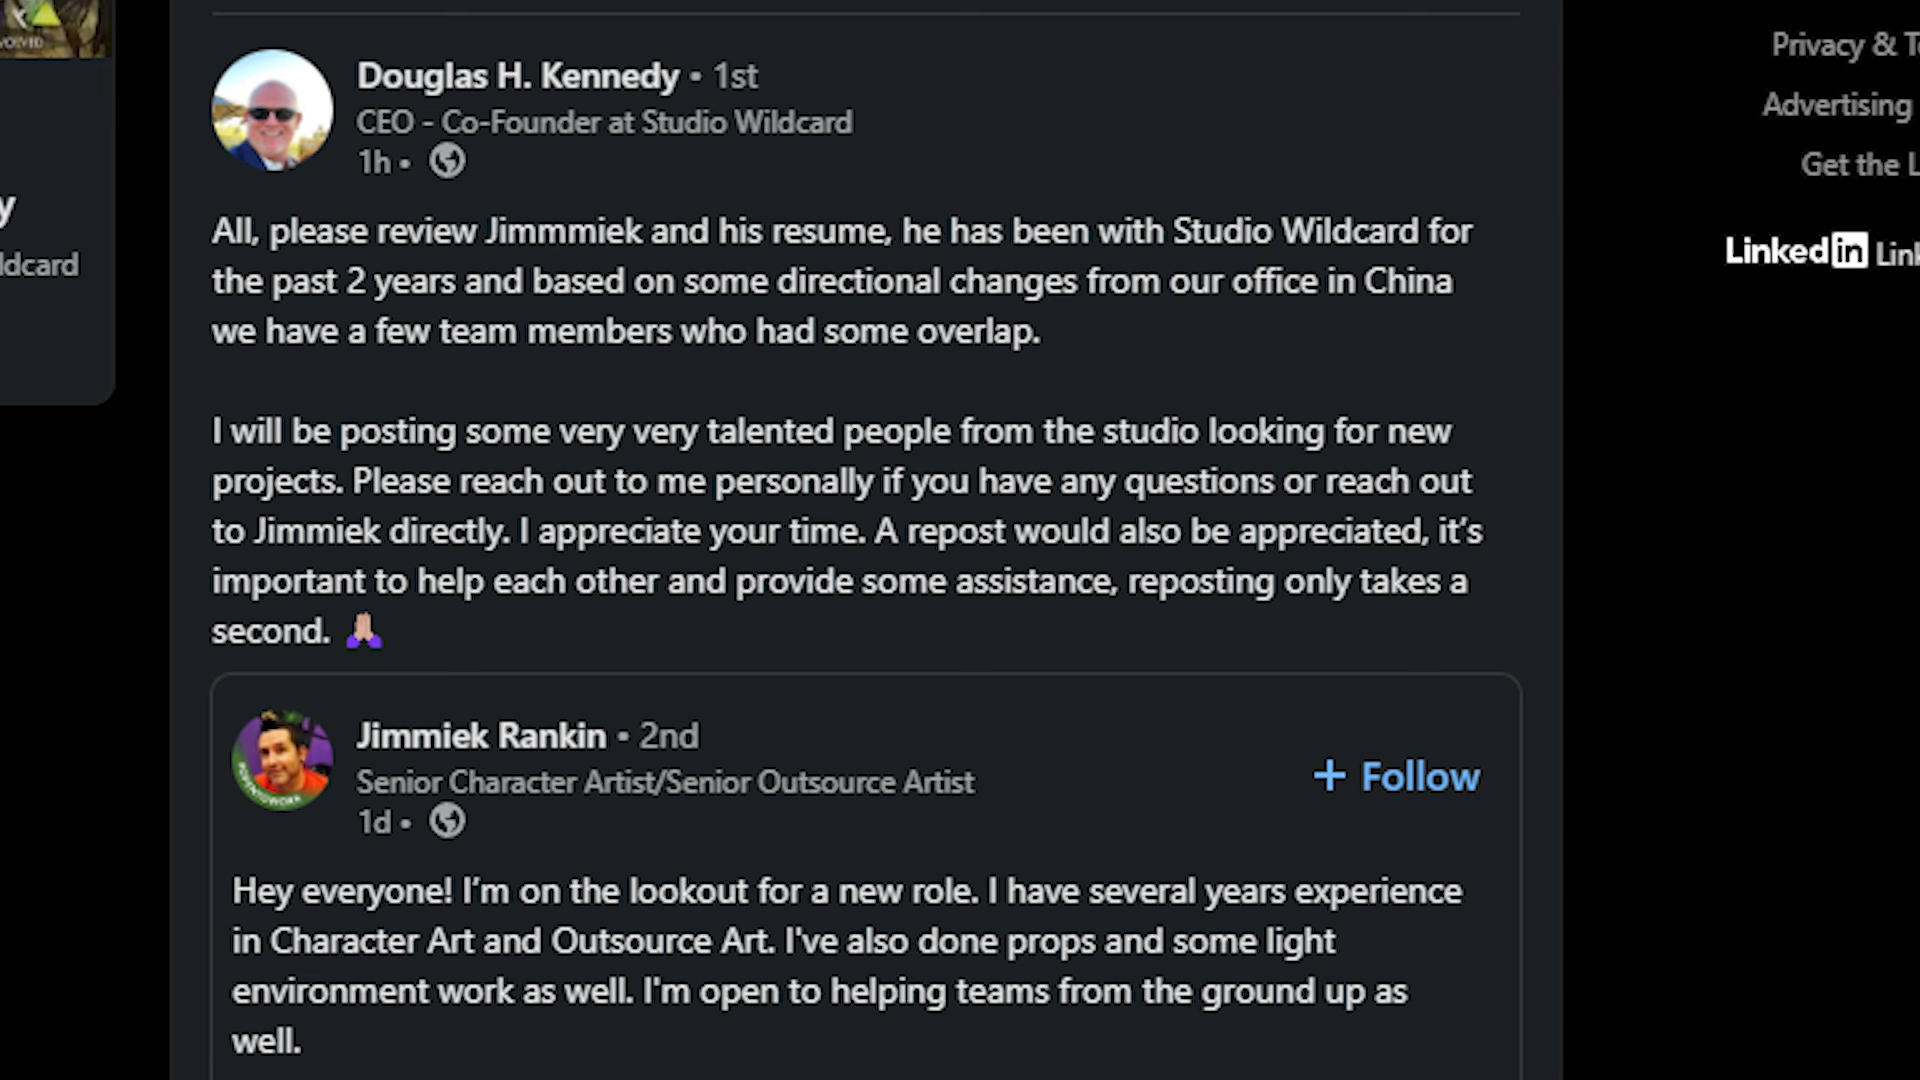 Douglas H. Kennedy • 1st
CEO - Co-Founder at Studio Wildcard
1h •
All, please review Jimmmiek and his resume, he has been with Studio Wildcard for
the past 2 years and based on some directional changes from our office in China
we have a few team members who had some overlap.
I will be posting some very very talented people from the studio looking for new
projects. Please reach out to me personally if you have any questions or reach out
to Jimmiek directly. I appreciate your time. A repost would also be appreciated, it’s
important to help each other and provide some assistance, reposting only takes a
second. 🙏🏻
Jimmiek Rankin • 2nd
Senior Character Artist/Senior Outsource Artist
1d •
+ Follow
#OPENTOWORK
Hey everyone! I’m on the lookout for a new role. I have several years experience
in Character Art and Outsource Art. I've also done props and some light
environment work as well. I'm open to helping teams from the ground up as
well.
y
ldcard
Privacy & T
Advertising
Get the L
LinkedIn Link